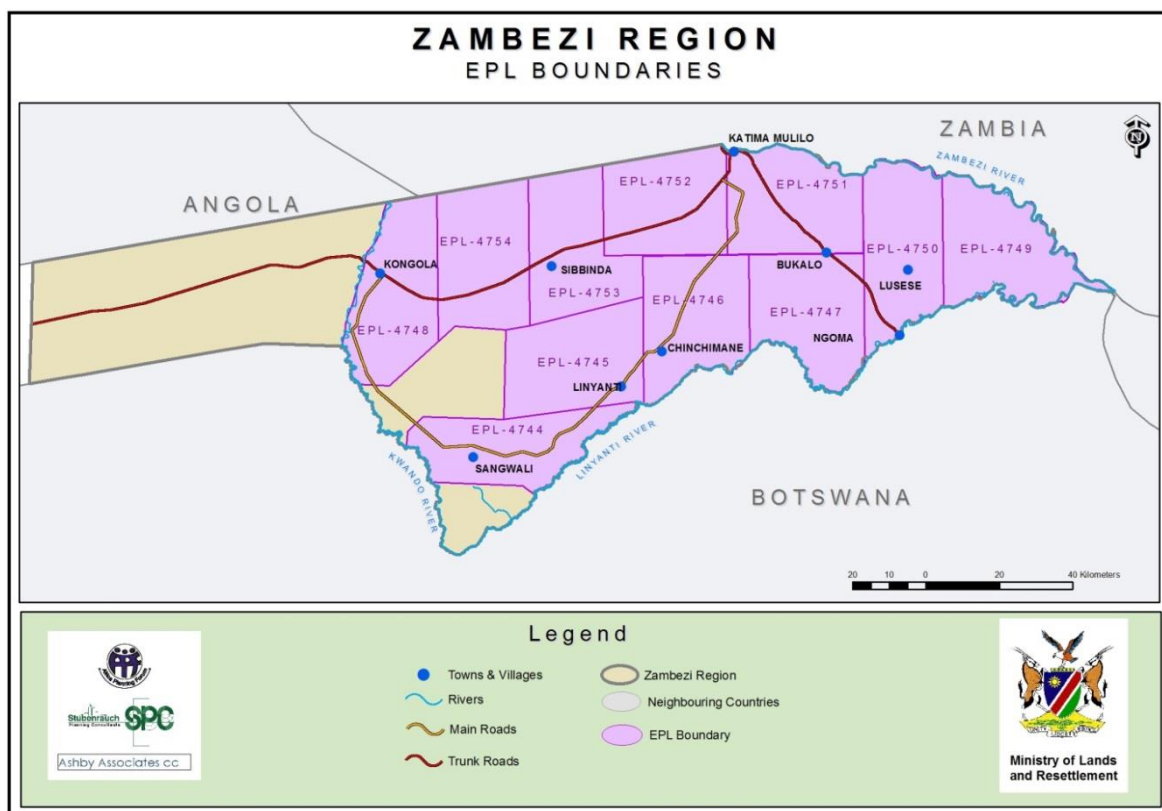 ZAMBEZI REGION
EPL BOUNDARIES
KATIMA MULILO
ZAMBIA
N
ZAMBEZI RIVER
ANGOLA
EPL-4752
EPL-4751
EPL-4754
EPL-4750
EPL-4749
KONGOLA
SIBBINDA
BUKALO
LUSESE
EPL-4753
EPL-4746
EPL-4747
EPL-4748
NGOMA
CHINCHIMANE
EPL-4745
LINYANTI
EPL-4744
SANGWALI
LINYANTI RIVER
KWANDO RIVER
BOTSWANA
20 10 0 20 40 Kilometers
Legend
Towns & Villages
Rivers
Main Roads
Trunk Roads
Zambezi Region
Neighbouring Countries
EPL Boundary
Stubenrauch
Planning Consultants
SPC
Ashby Associates cc
Ministry of Lands
and Resettlement